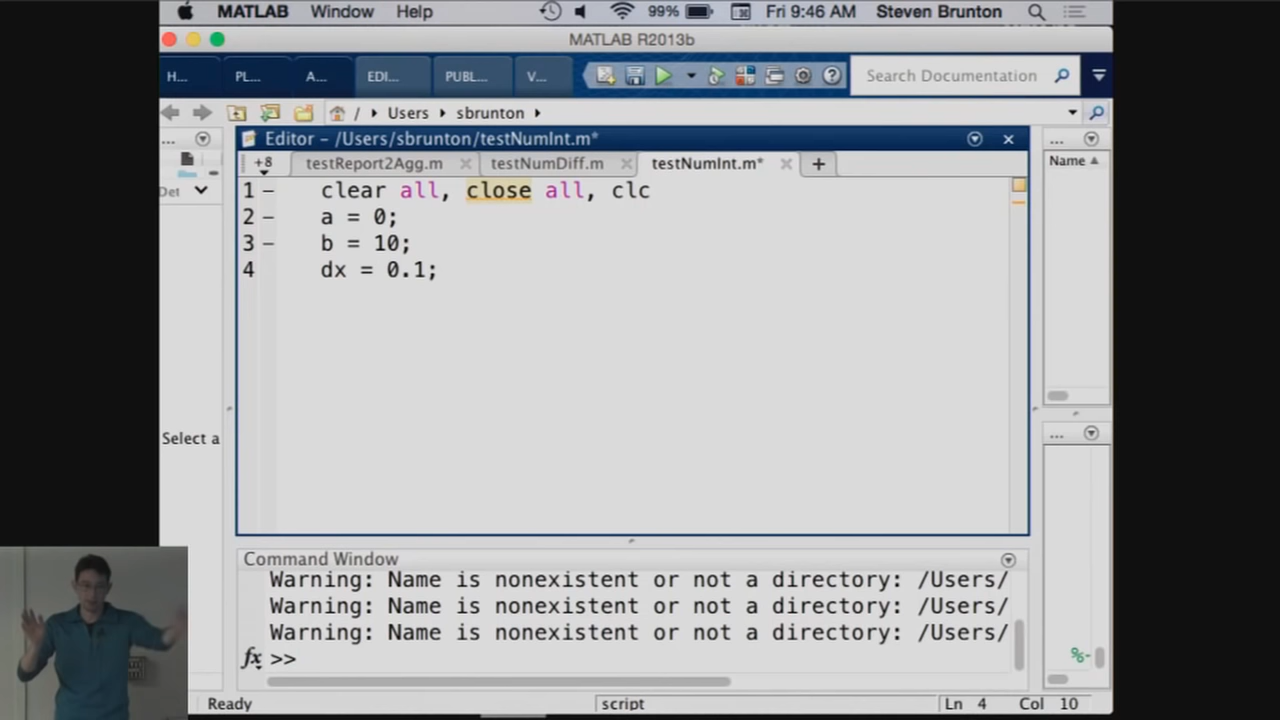 MATLAB Window Help 99% Fri 9:46 AM Steven Brunton
MATLAB R2013b
H... PL... A... EDI... PUBL... V... Search Documentation
/ Users sbrunton
... Editor – /Users/sbrunton/testNumInt.m* ...
+8 testReport2Agg.m testNumDiff.m testNumInt.m* + Name
Det
1 – clear all, close all, clc
2 – a = 0;
3 – b = 10;
4 dx = 0.1;
...
Select a
Command Window
Warning: Name is nonexistent or not a directory: /Users/
Warning: Name is nonexistent or not a directory: /Users/
Warning: Name is nonexistent or not a directory: /Users/
fx >>
%-
Ready script Ln 4 Col 10